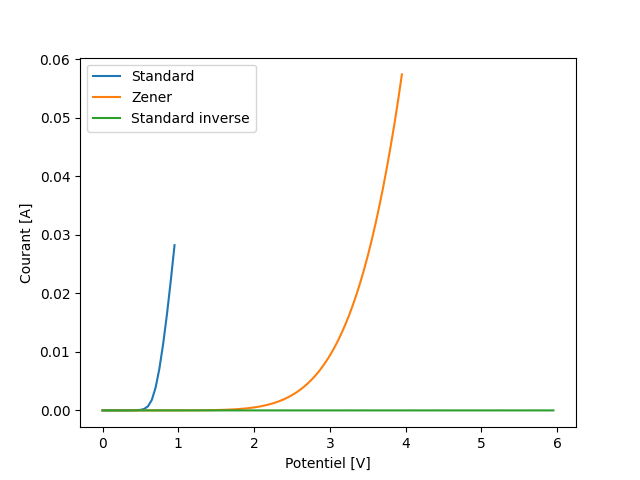 Standard
Zener
Standard inverse
0.06
0.05
0.04
0.03
0.02
0.01
0.00
Courant [A]
0 1 2 3 4 5 6
Potentiel [V]